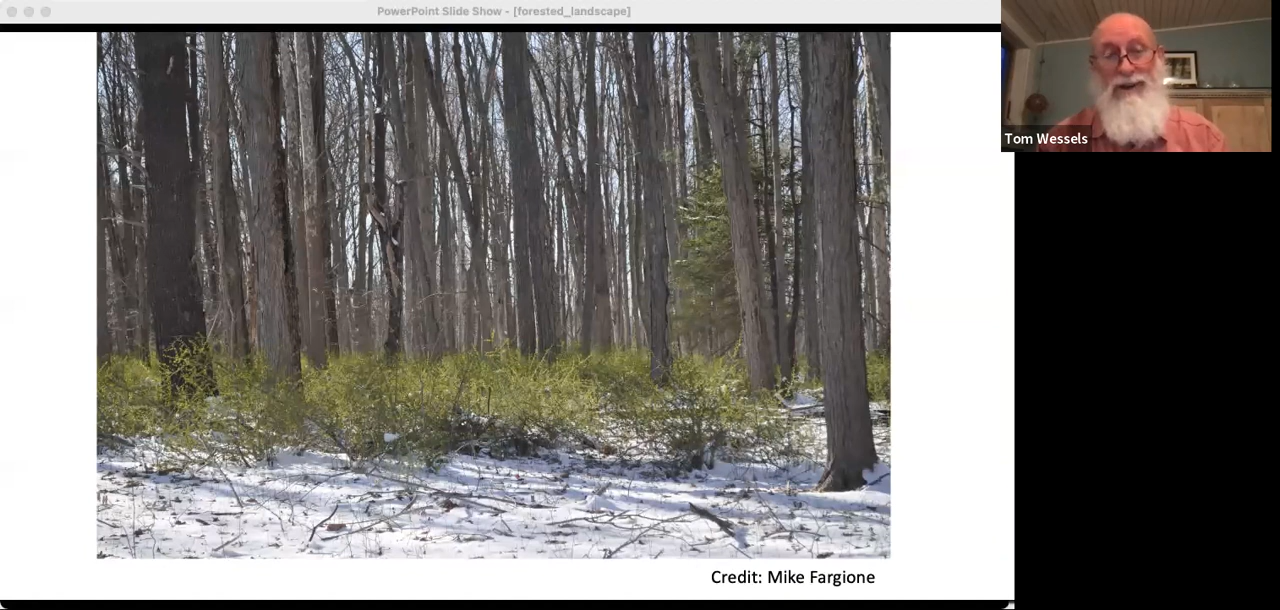 PowerPoint Slide Show - [forested_landscape]
Tom Wessels
Credit: Mike Fargione